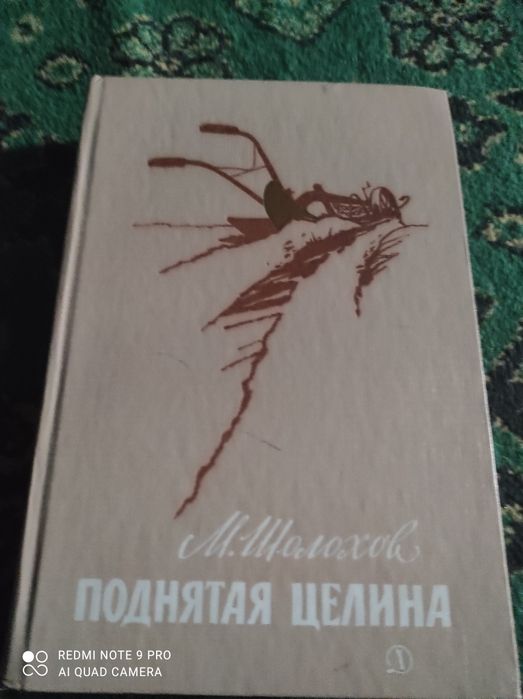 М. Шолохов
ПОДНЯТАЯ ЦЕЛИНА
Д
REDMI NOTE 9 PRO
AI QUAD CAMERA